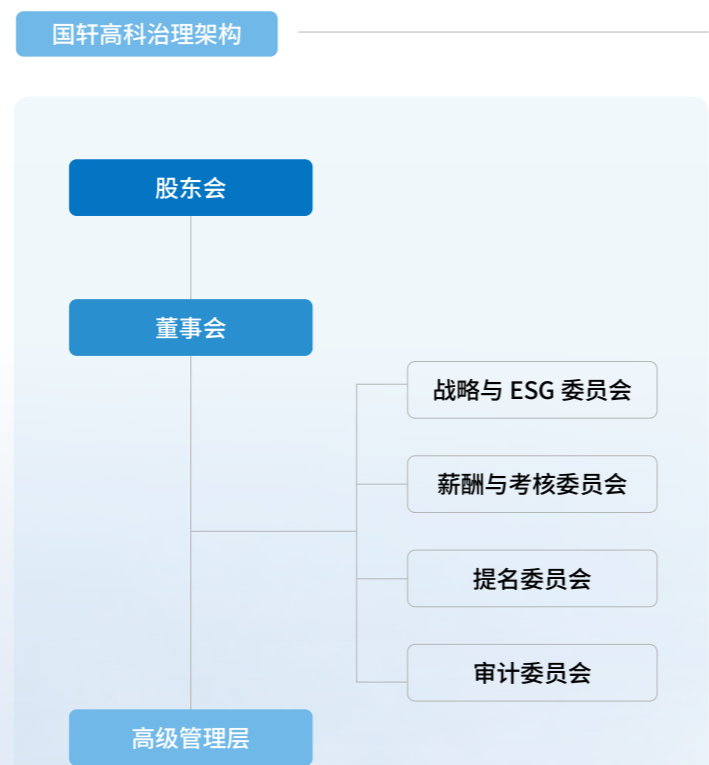 国轩高科治理架构
股东会
董事会
战略与 ESG 委员会
薪酬与考核委员会
提名委员会
审计委员会
高级管理层